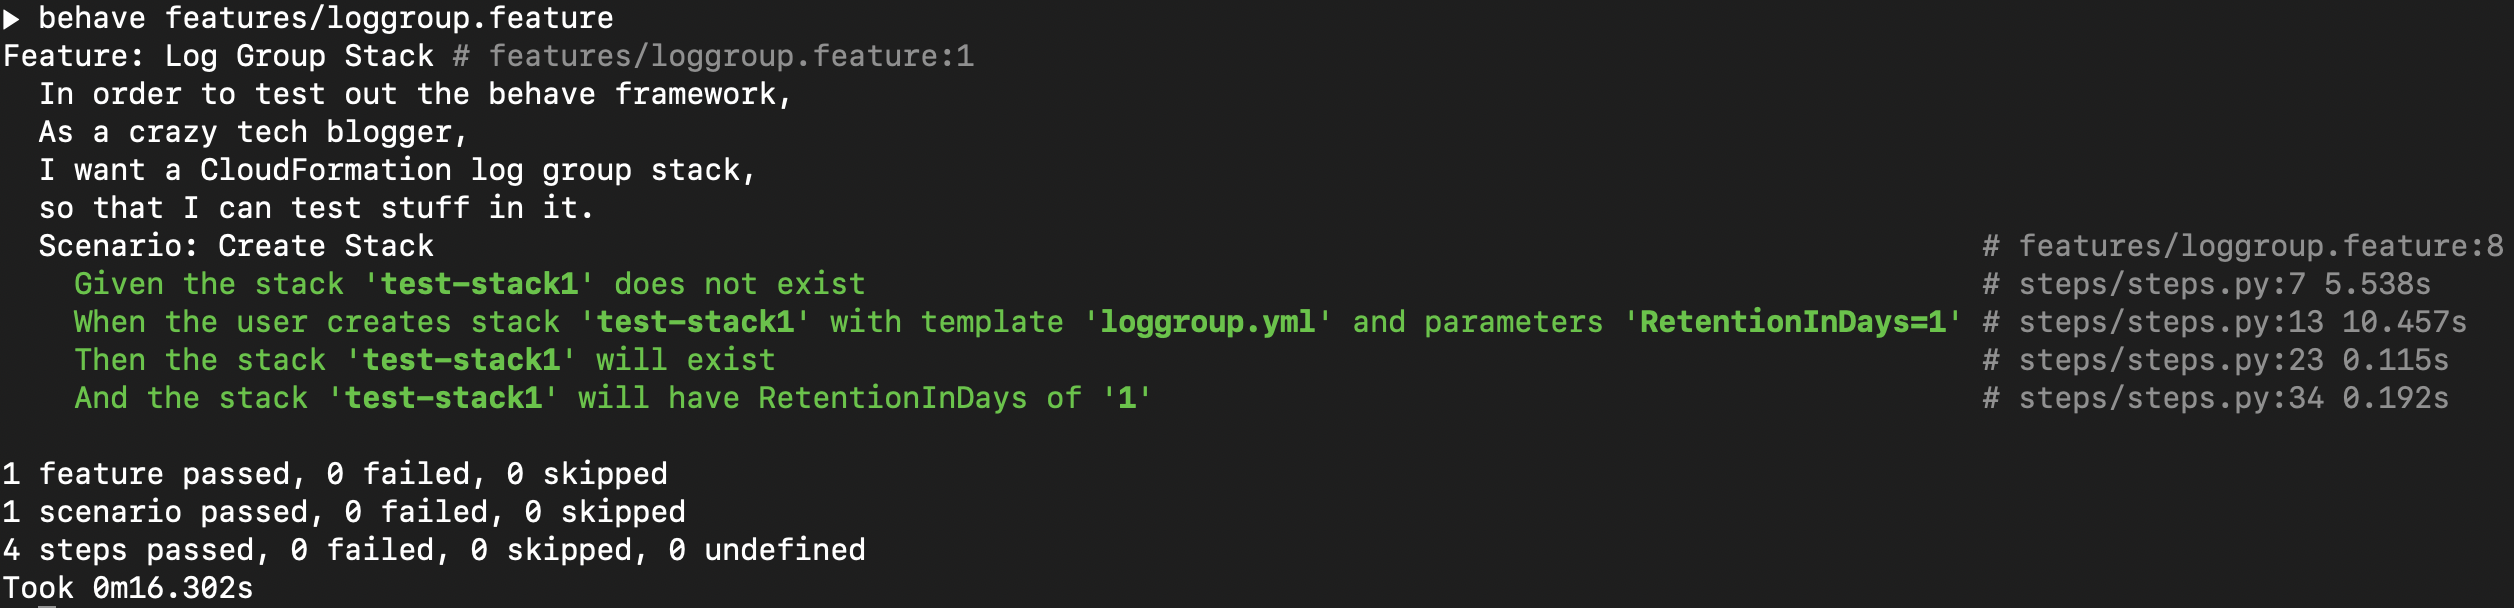 ▶ behave features/loggroup.feature
Feature: Log Group Stack # features/loggroup.feature:1
  In order to test out the behave framework,
  As a crazy tech blogger,
  I want a CloudFormation log group stack,
  so that I can test stuff in it.
  Scenario: Create Stack # features/loggroup.feature:8
    Given the stack 'test-stack1' does not exist # steps/steps.py:7 5.538s
    When the user creates stack 'test-stack1' with template 'loggroup.yml' and parameters 'RetentionInDays=1' # steps/steps.py:13 10.457s
    Then the stack 'test-stack1' will exist # steps/steps.py:23 0.115s
    And the stack 'test-stack1' will have RetentionInDays of '1' # steps/steps.py:34 0.192s

1 feature passed, 0 failed, 0 skipped
1 scenario passed, 0 failed, 0 skipped
4 steps passed, 0 failed, 0 skipped, 0 undefined
Took 0m16.302s